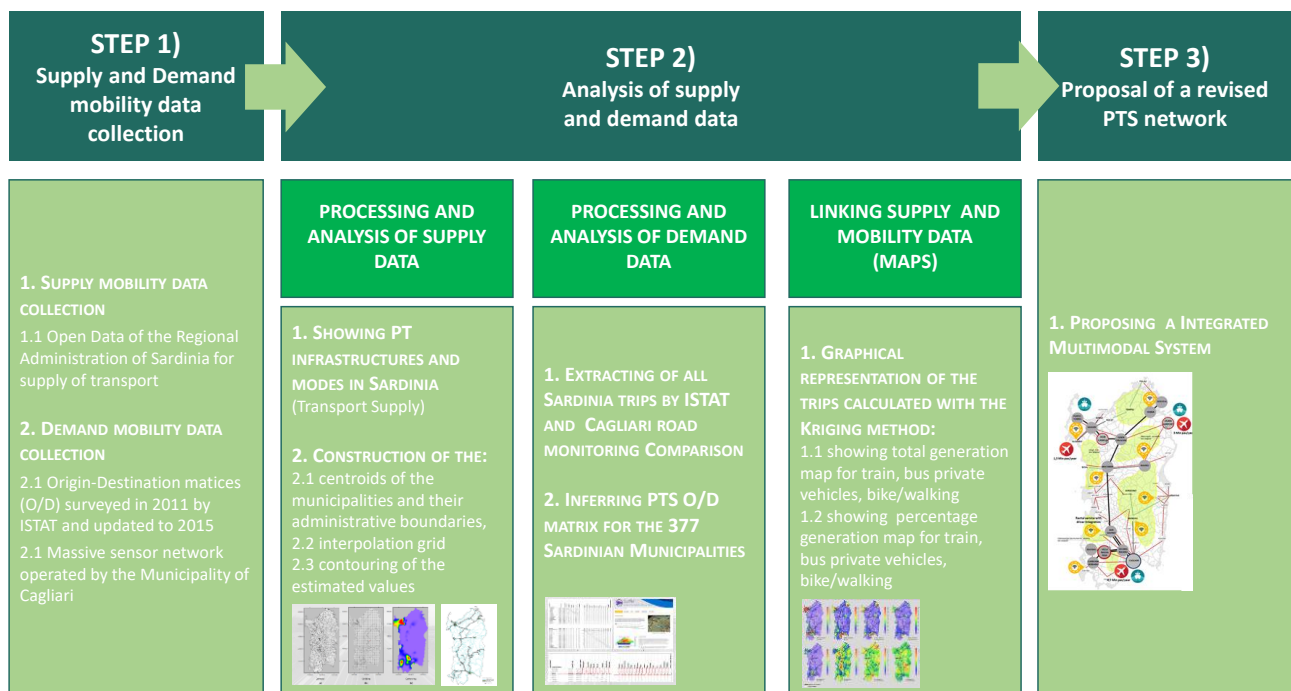 STEP 1)
Supply and Demand
mobility data
collection
STEP 2)
Analysis of supply
and demand data
STEP 3)
Proposal of a revised
PTS network
1. SUPPLY MOBILITY DATA
COLLECTION
1.1 Open Data of the Regional
Administration of Sardinia for
supply of transport
2. DEMAND MOBILITY DATA
COLLECTION
2.1 Origin-Destination matices
(O/D) surveyed in 2011 by
ISTAT and updated to 2015
2.1 Massive sensor network
operated by the Municipality of
Cagliari
PROCESSING AND
ANALYSIS OF SUPPLY
DATA
1. SHOWING PT
INFRASTRUCTURES AND
MODES IN SARDINIA
(Transport Supply)
2. CONSTRUCTION OF THE:
2.1 centroids of the
municipalities and their
administrative boundaries,
2.2 interpolation grid
2.3 contouring of the
estimated values
PROCESSING AND
ANALYSIS OF DEMAND
DATA
1. EXTRACTING OF ALL
SARDINIA TRIPS BY ISTAT
AND CAGLIARI ROAD
MONITORING COMPARISON
2. INFERRING PTS O/D
MATRIX FOR THE 377
SARDINIAN MUNICIPALITIES
LINKING SUPPLY AND
MOBILITY DATA
(MAPS)
1. GRAPHICAL
REPRESENTATION OF THE
TRIPS CALCULATED WITH THE
KRIGING METHOD:
1.1 showing total generation
map for train, bus private
vehicles, bike/walking
1.2 showing percentage
generation map for train,
bus private vehicles,
bike/walking
1. PROPOSING A INTEGRATED
MULTIMODAL SYSTEM